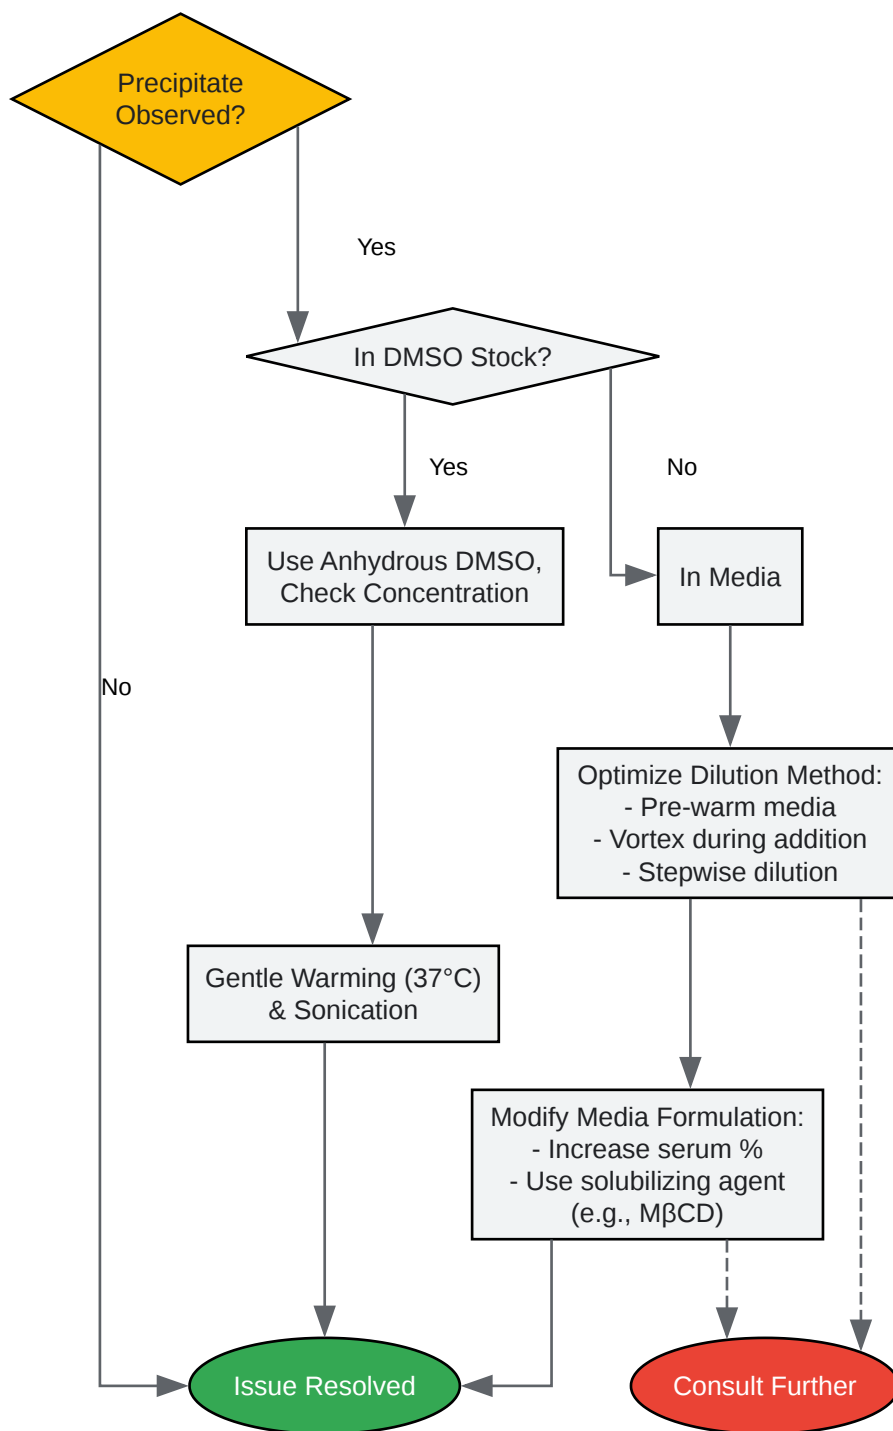 Precipitate
Observed?
Yes
In DMSO Stock?
Yes
No
Use Anhydrous DMSO,
Check Concentration
In Media
No
Optimize Dilution Method:
- Pre-warm media
- Vortex during addition
- Stepwise dilution
Gentle Warming (37°C)
& Sonication
Modify Media Formulation:
- Increase serum %
- Use solubilizing agent
(e.g., MβCD)
Issue Resolved
Consult Further